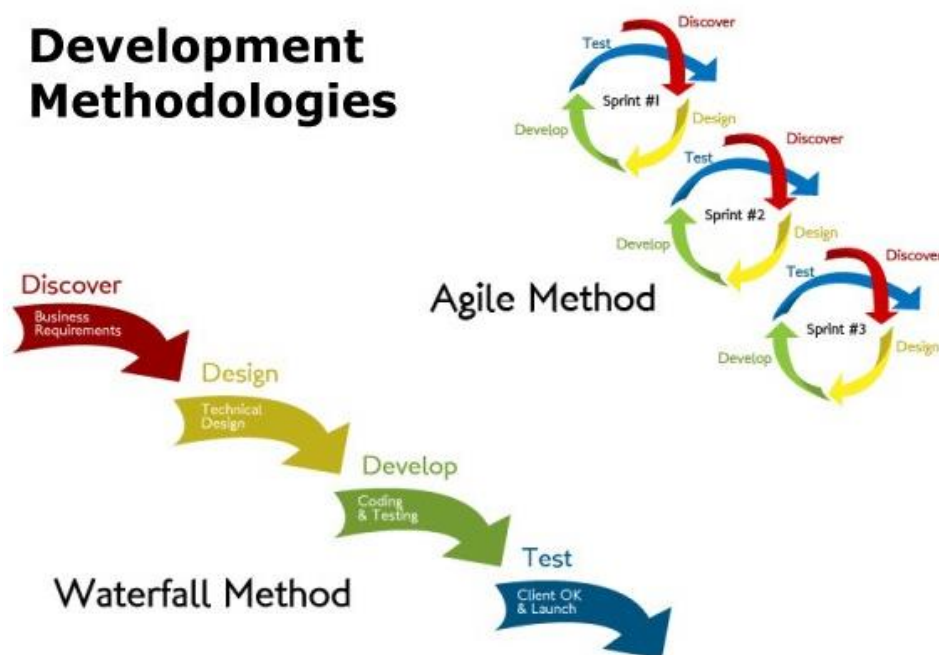 Development
Methodologies
Discover
Test
Sprint #1
Design
Develop
Discover
Test
Sprint #2
Design
Develop
Discover
Test
Sprint #3
Design
Develop
Agile Method
Discover
Business
Requirements
Design
Technical
Design
Develop
Coding
& Testing
Test
Client OK
& Launch
Waterfall Method